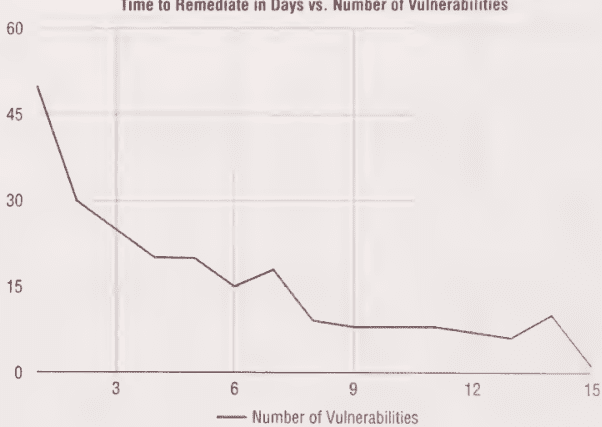 Time to Remediate in Days vs. Number of Vulnerabilities
60
45
30
15
0
3 6 9 12 15
Number of Vulnerabilities